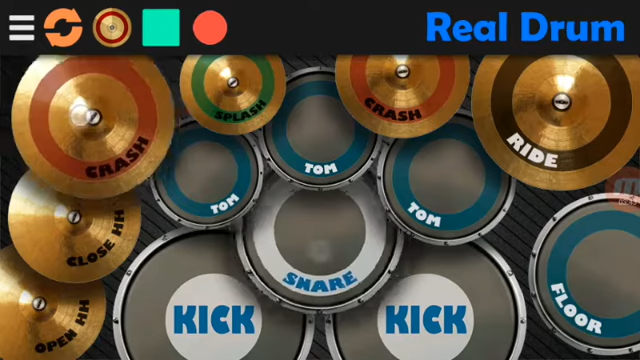 Real Drum
CRASH
SPLASH
CRASH
RIDE
TOM
TOM
TOM
CLOSE HH
SNARE
OPEN HH
KICK
KICK
FLOOR